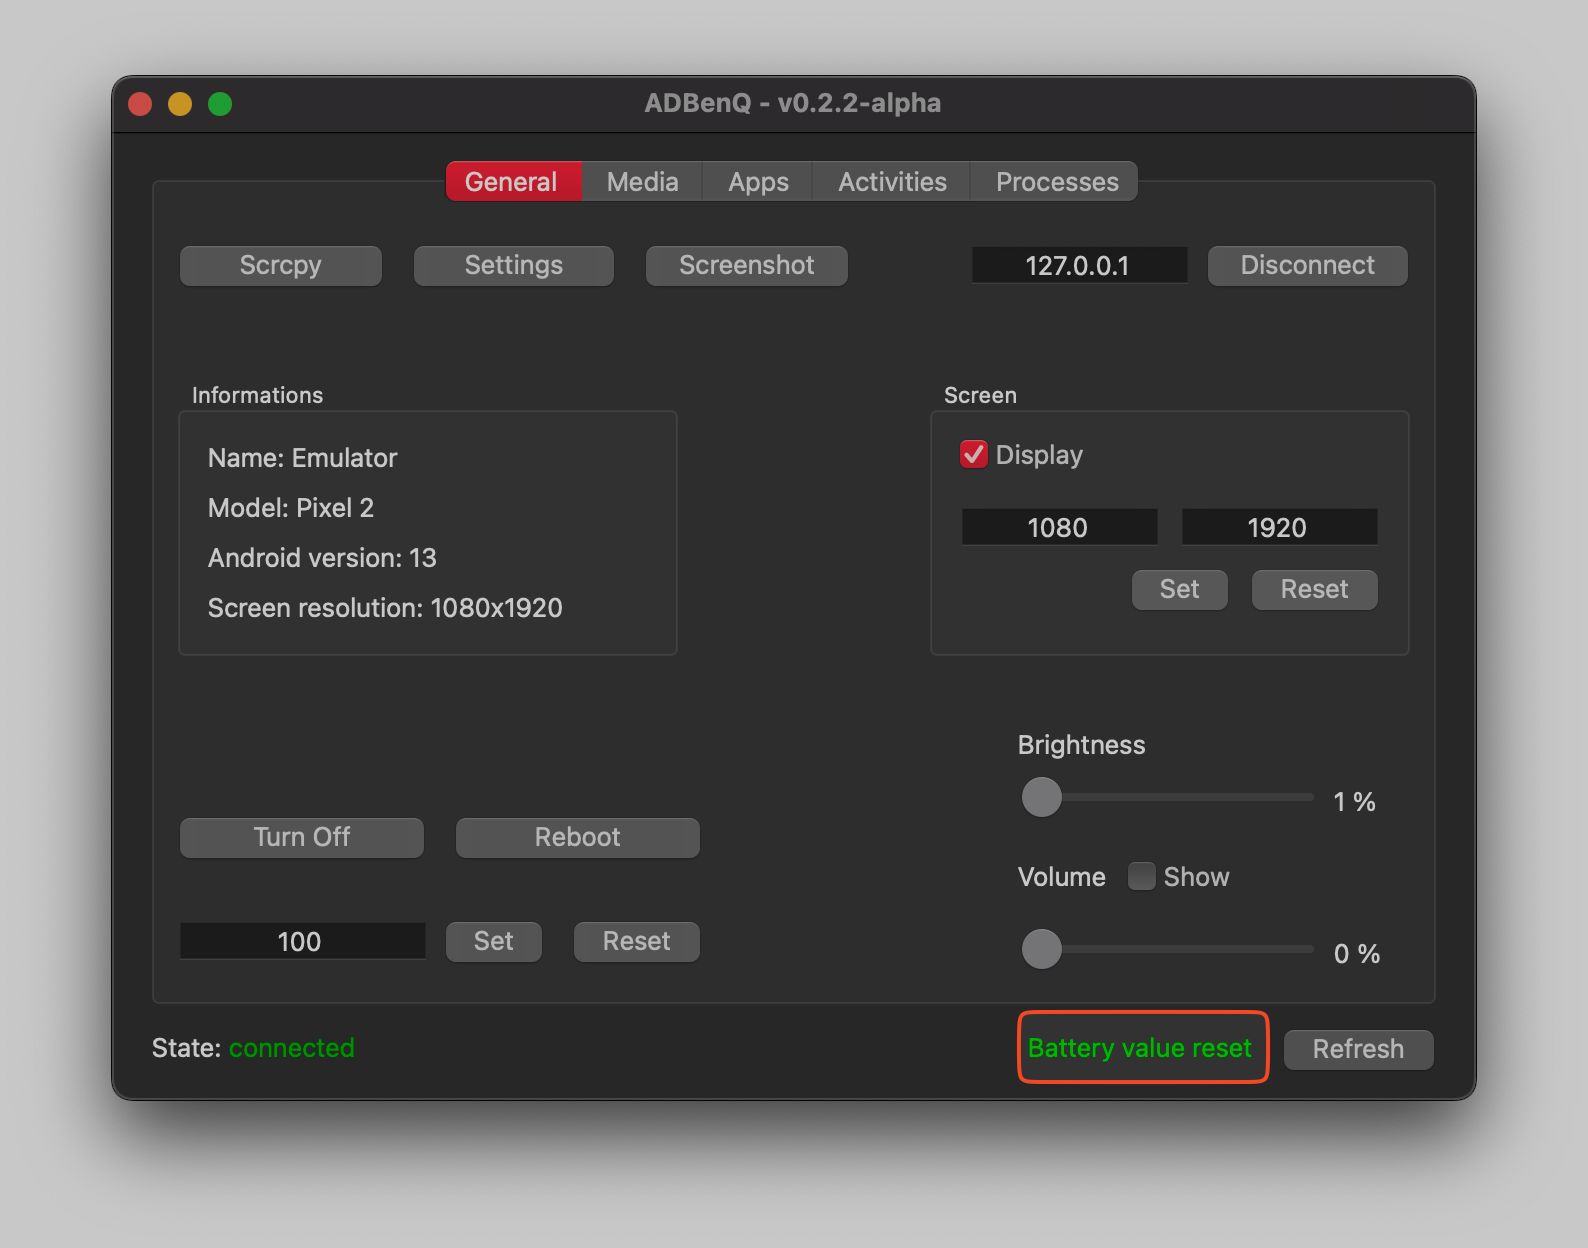 ADBenQ - v0.2.2-alpha
General Media Apps Activities Processes
Scrcpy Settings Screenshot 127.0.0.1 Disconnect
Informations
Name: Emulator
Model: Pixel 2
Android version: 13
Screen resolution: 1080x1920
Screen
Display
1080 1920
Set Reset
Brightness
1 %
Turn Off Reboot
Volume Show
100 Set Reset
0 %
State: connected
Battery value reset
Refresh